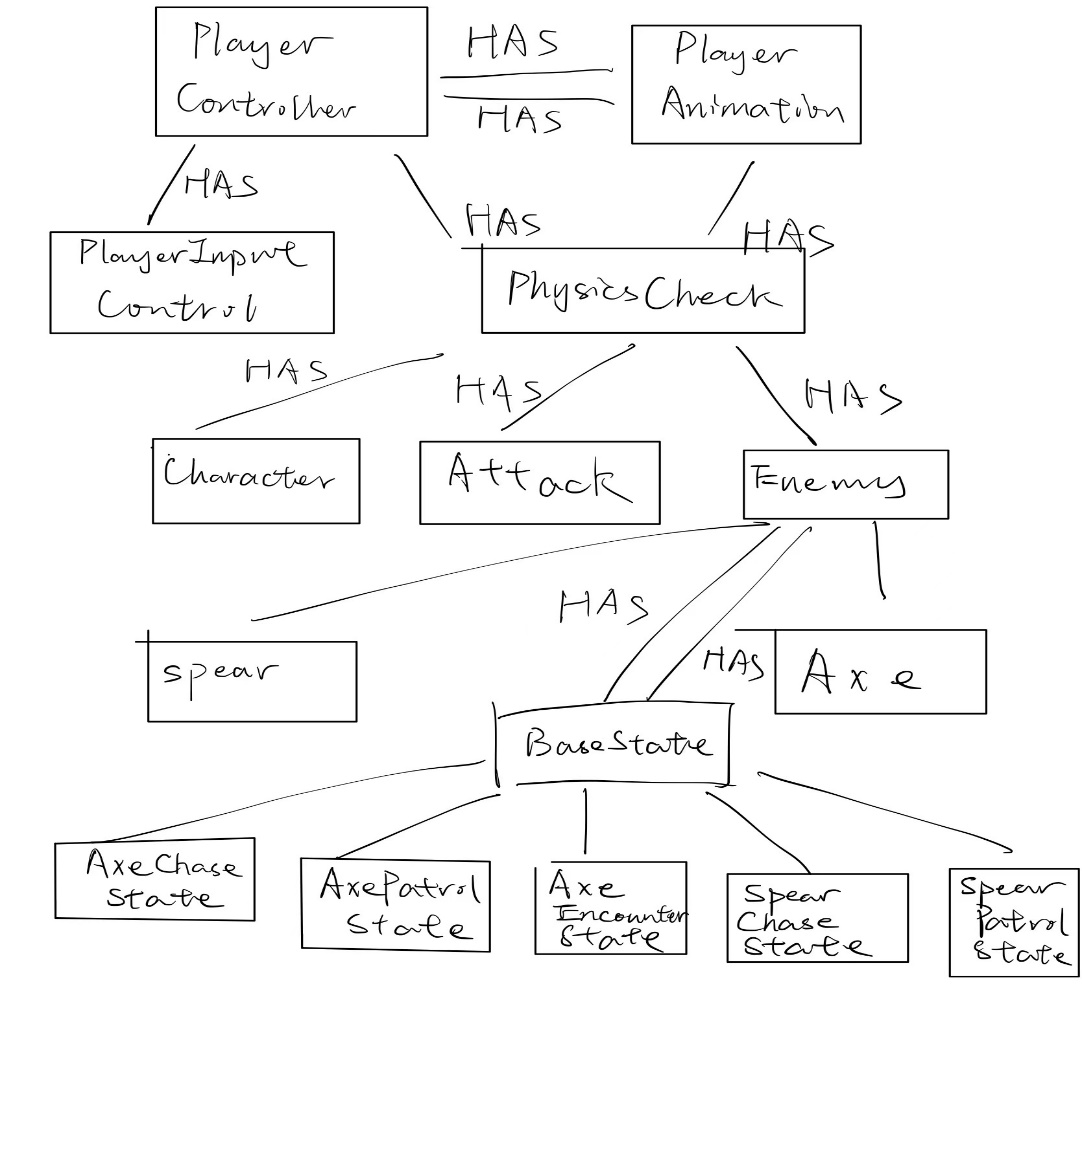 Player
Controller
HAS
HAS
Player
Animation
HAS
HAS
HAS
PlayerInput
Control
PhysicsCheck
HAS
HAS
HAS
Character
Attack
Enemy
HAS
HAS
spear
Axe
BaseState
AxeChase
State
AxePatrol
State
Axe
Encounter
State
Spear
Chase
State
Spear
Patrol
State